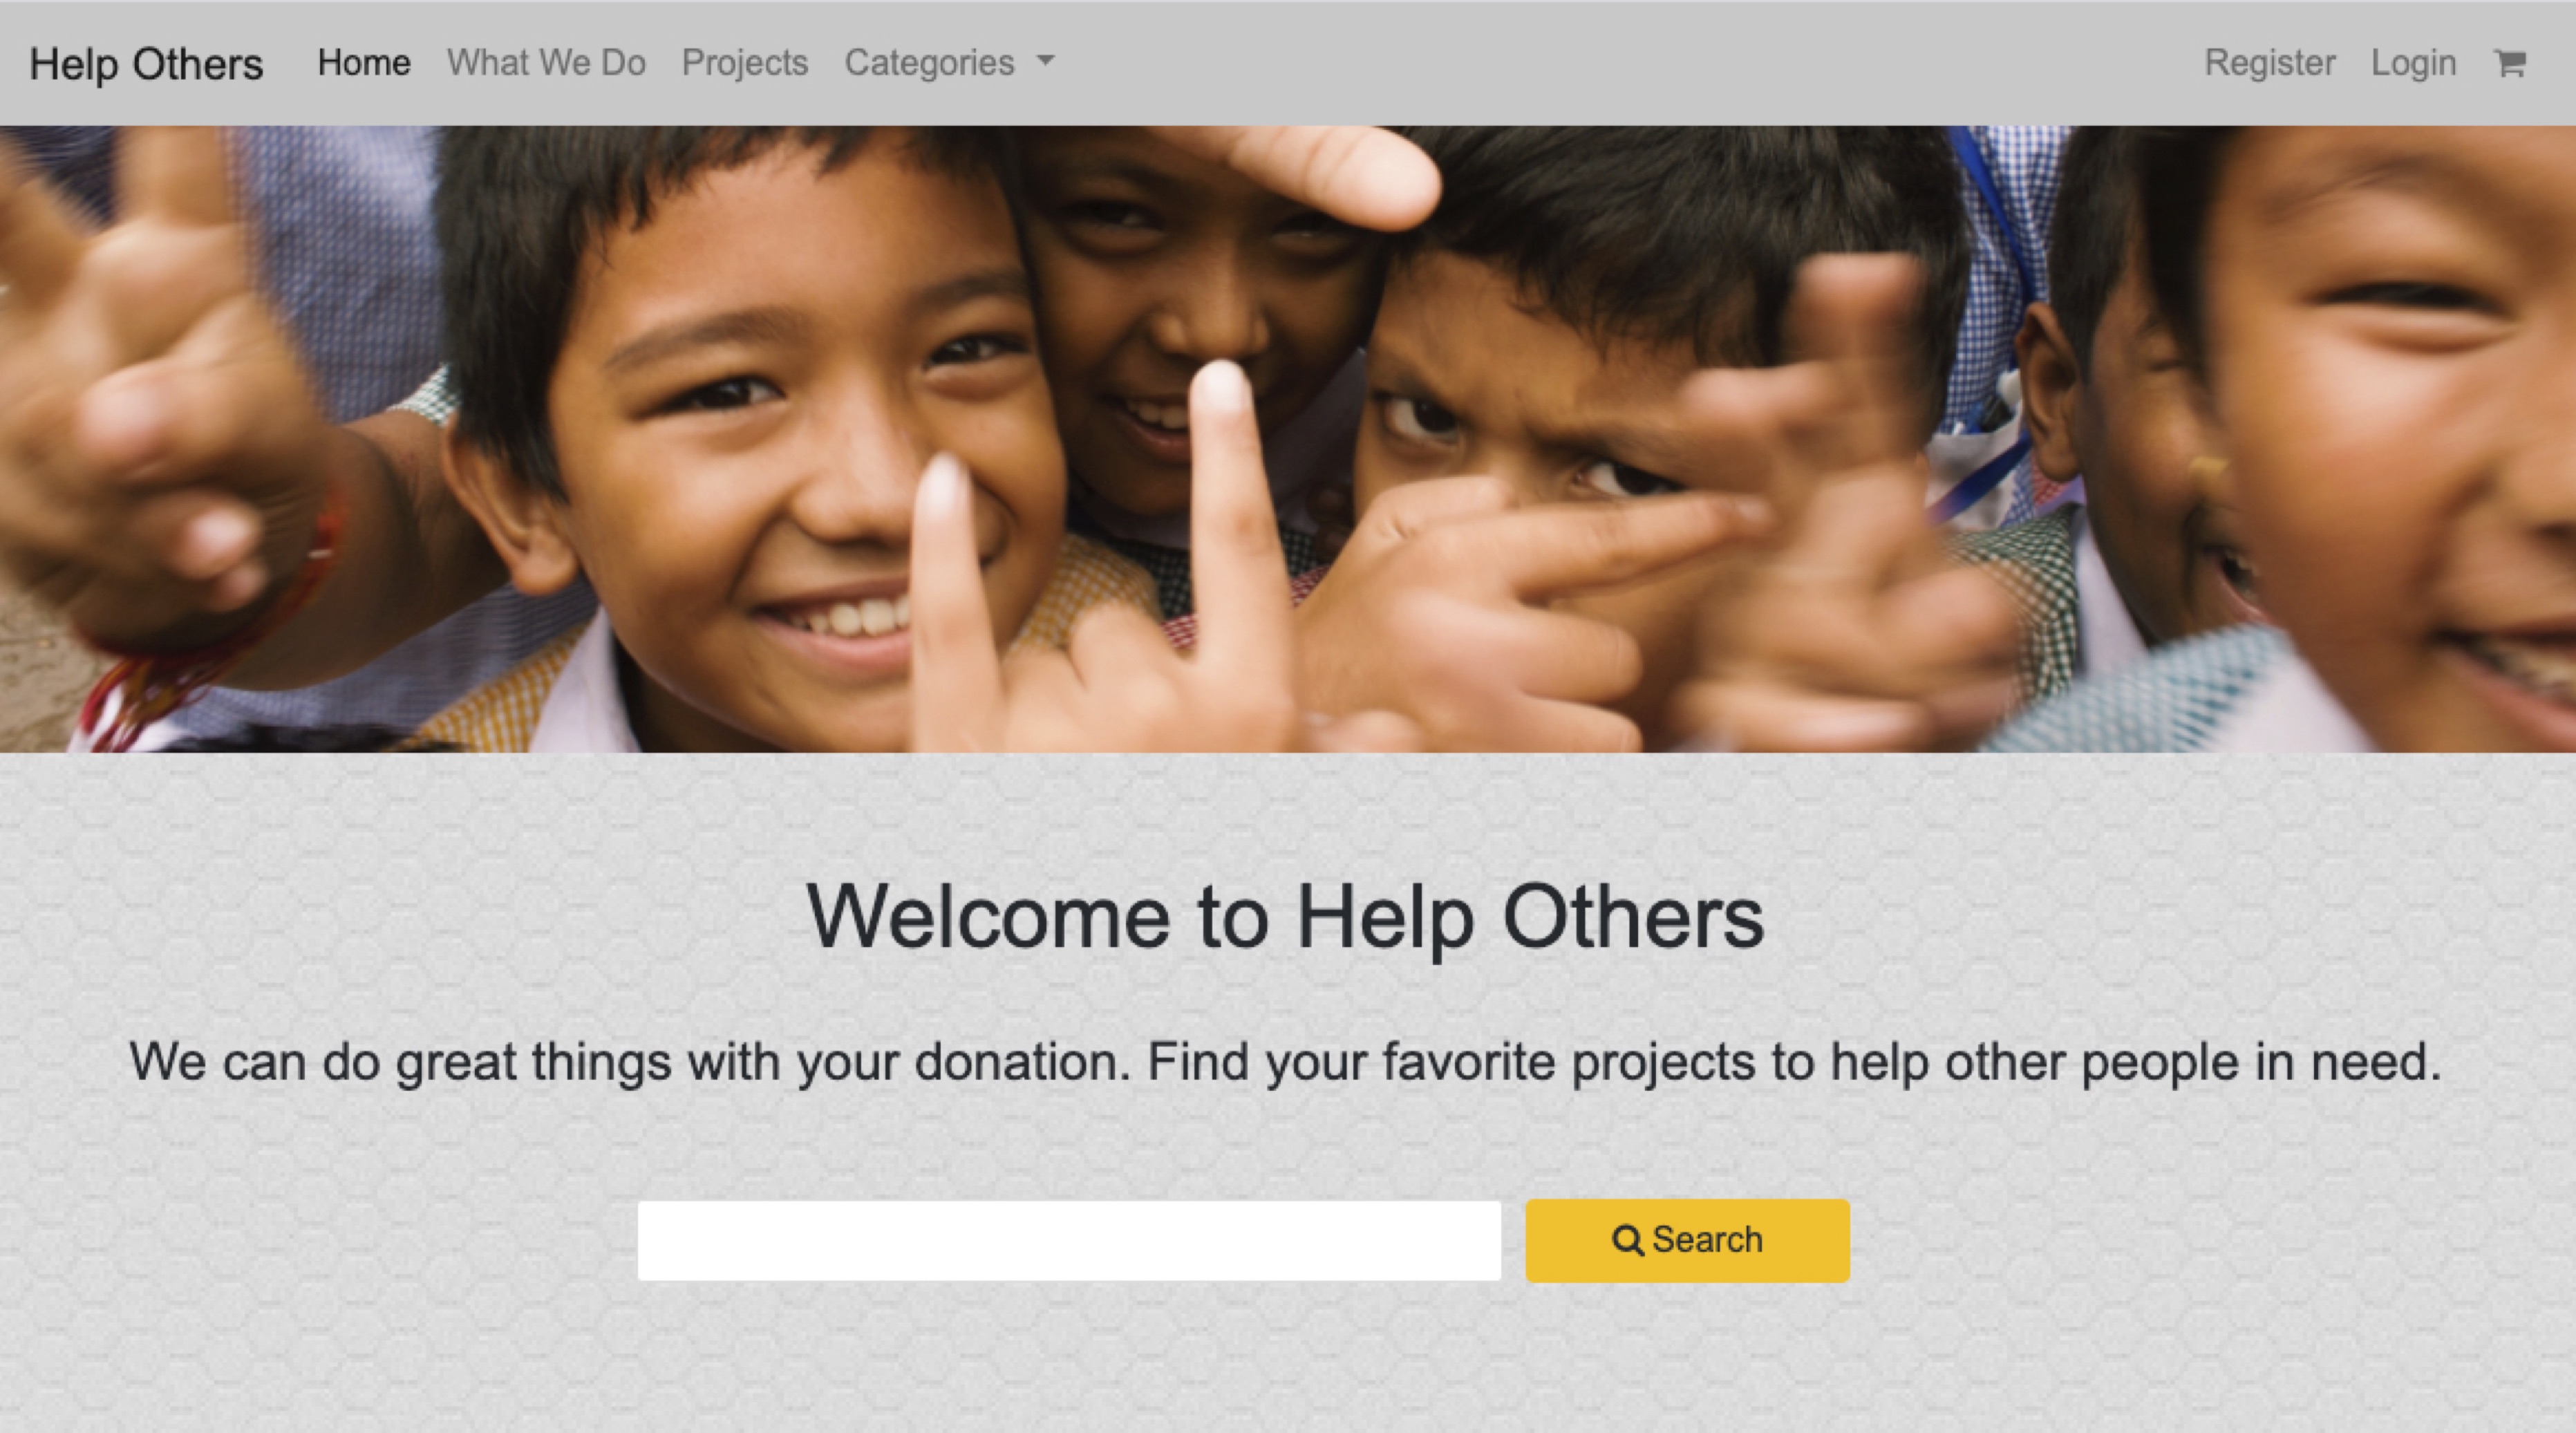 Help Others Home What We Do Projects Categories Register Login
Welcome to Help Others
We can do great things with your donation. Find your favorite projects to help other people in need.
Search